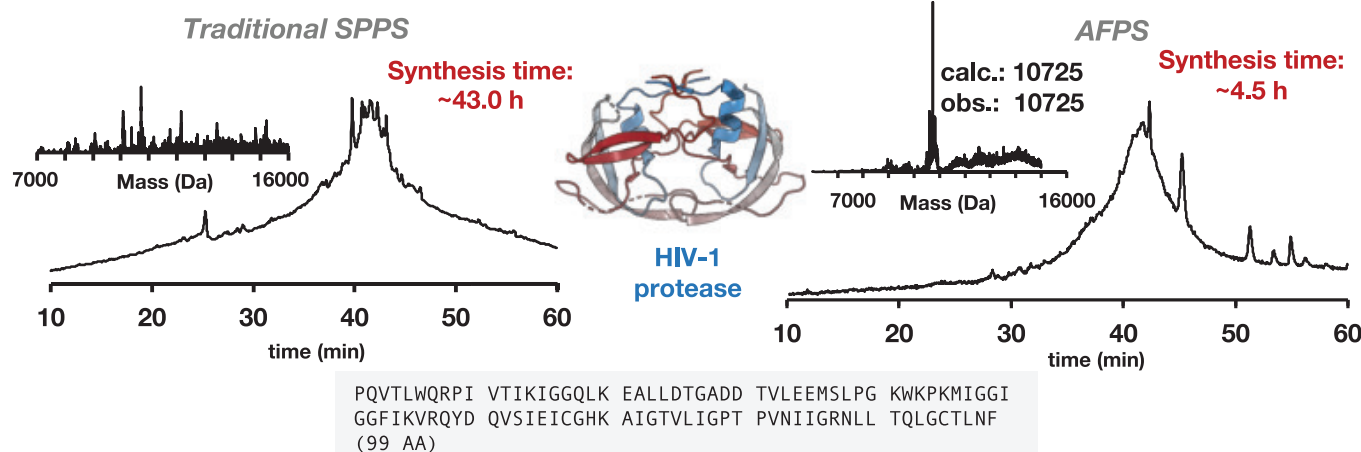 Traditional SPPS
Synthesis time:
~43.0 h
7000
Mass (Da)
16000
10
20
30
40
50
60
time (min)
HIV-1
protease
AFPS
calc.: 10725
obs.: 10725
Synthesis time:
~4.5 h
7000
Mass (Da)
16000
10
20
30
40
50
60
time (min)
PQVTLWQRPI VTIKIGGQLK EALLDTGADD TVLEEMSLPG KWKPKMIGGI
GGFIKVRQYD QVSIEICGHK AIGTVLIGPT PVNIIGRNLL TQLGCTLNF
(99 AA)